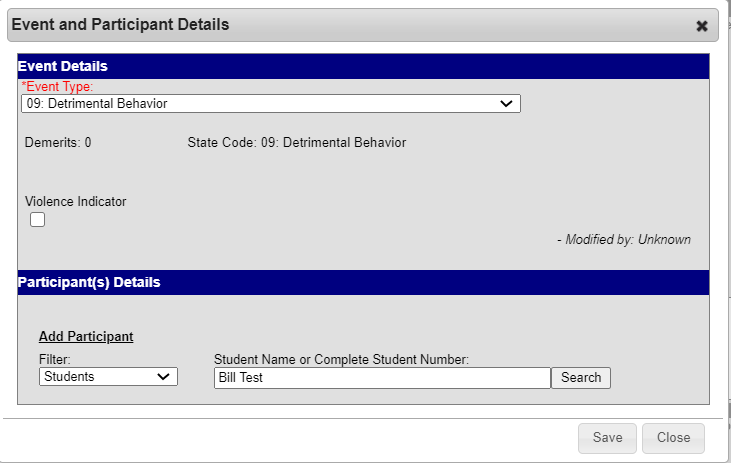 Event and Participant Details
Event Details
*Event Type:
09: Detrimental Behavior
Demerits: 0 State Code: 09: Detrimental Behavior
Violence Indicator
- Modified by: Unknown
Participant(s) Details
Add Participant
Filter: Student Name or Complete Student Number:
Students Bill Test Search
Save Close